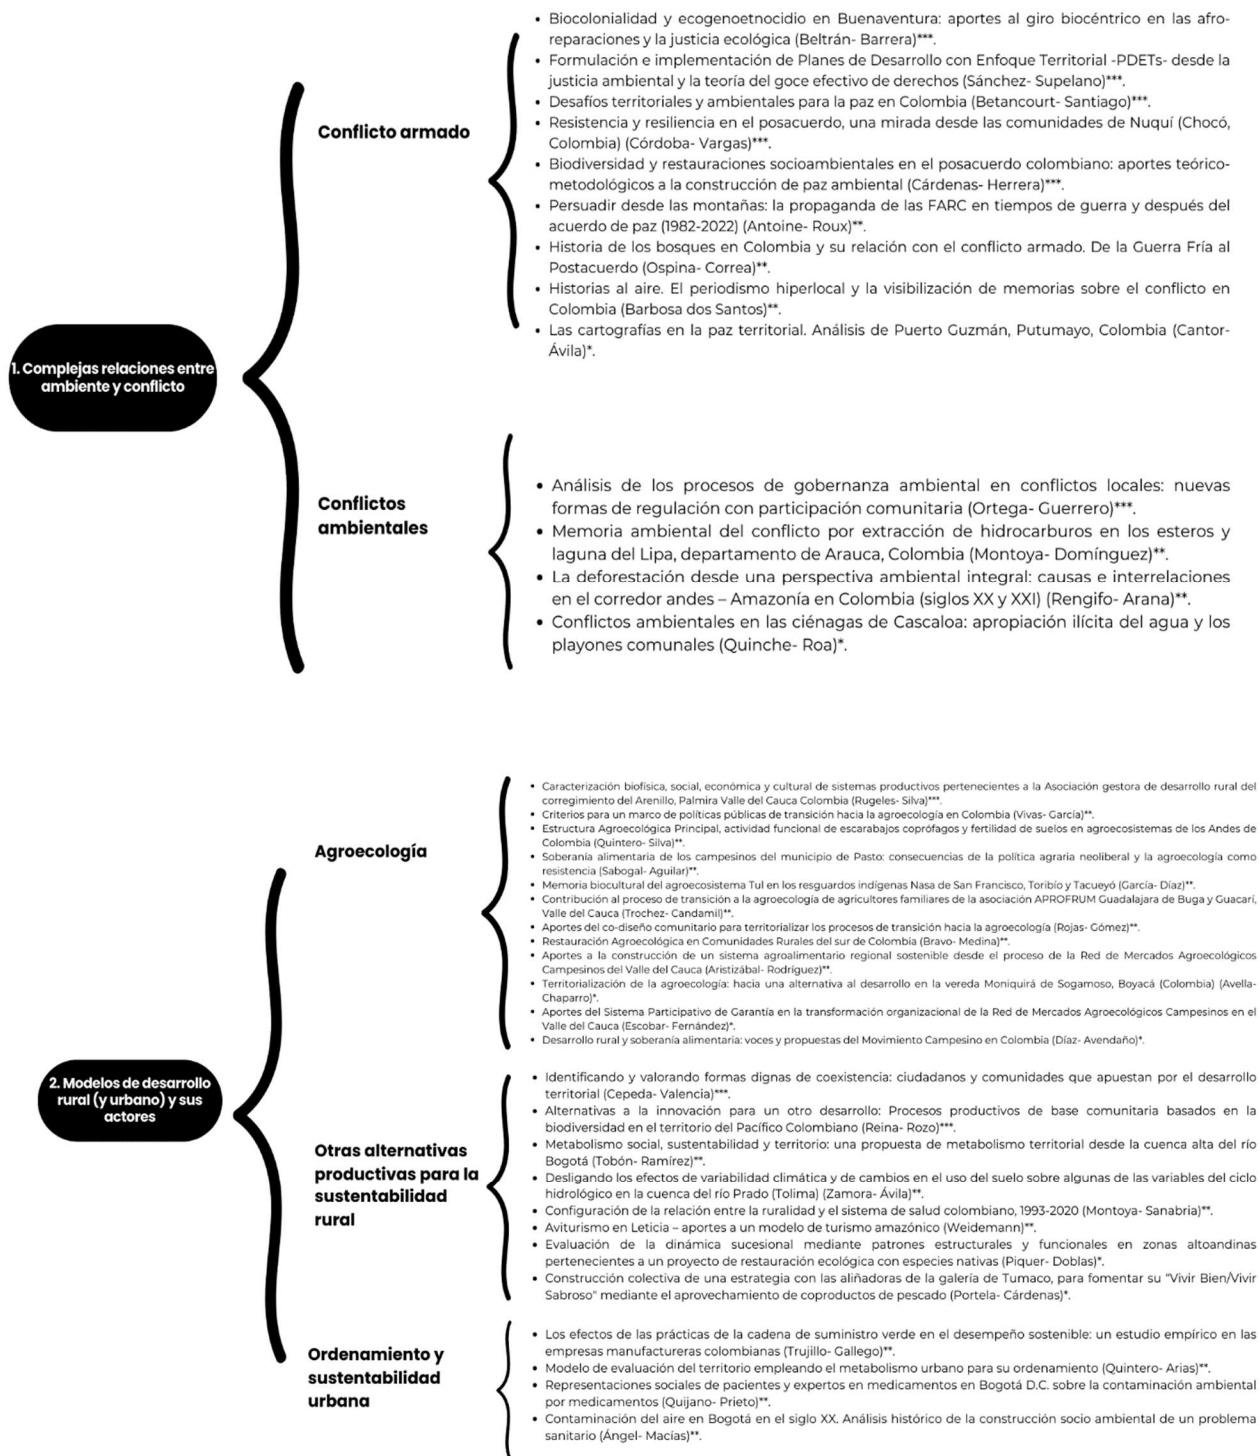 1. Complejas relaciones entre
ambiente y conflicto
Conflicto armado
• Biocolonialidad y ecogenoetnocidio en Buenaventura: aportes al giro biocéntrico en las afro-
reparaciones y la justicia ecológica (Beltrán- Barrera)***.
• Formulación e implementación de Planes de Desarrollo con Enfoque Territorial -PDETs- desde la
justicia ambiental y la teoría del goce efectivo de derechos (Sánchez- Supelano)***.
• Desafíos territoriales y ambientales para la paz en Colombia (Betancourt- Santiago)***.
• Resistencia y resiliencia en el posacuerdo, una mirada desde las comunidades de Nuquí (Chocó,
Colombia) (Córdoba- Vargas)***.
• Biodiversidad y restauraciones socioambientales en el posacuerdo colombiano: aportes teórico-
metodológicos a la construcción de paz ambiental (Cárdenas- Herrera)***.
• Persuadir desde las montañas: la propaganda de las FARC en tiempos de guerra y después del
acuerdo de paz (1982-2022) (Antoine- Roux)**.
• Historia de los bosques en Colombia y su relación con el conflicto armado. De la Guerra Fría al
Postacuerdo (Ospina- Correa)**.
• Historias al aire. El periodismo hiperlocal y la visibilización de memorias sobre el conflicto en
Colombia (Barbosa dos Santos)**.
• Las cartografías en la paz territorial. Análisis de Puerto Guzmán, Putumayo, Colombia (Cantor-
Ávila)*.
Conflictos
ambientales
• Análisis de los procesos de gobernanza ambiental en conflictos locales: nuevas
formas de regulación con participación comunitaria (Ortega- Guerrero)***.
• Memoria ambiental del conflicto por extracción de hidrocarburos en los esteros y
laguna del Lipa, departamento de Arauca, Colombia (Montoya- Domínguez)**.
• La deforestación desde una perspectiva ambiental integral: causas e interrelaciones
en el corredor andes – Amazonía en Colombia (siglos XX y XXI) (Rengifo- Arana)**.
• Conflictos ambientales en las ciénagas de Cascaloa: apropiación ilícita del agua y los
playones comunales (Quinche- Roa)*.
2. Modelos de desarrollo
rural (y urbano) y sus
actores
Agroecología
• Caracterización biofísica, social, económica y cultural de sistemas productivos pertenecientes a la Asociación gestora de desarrollo rural del
corregimiento del Arenillo, Palmira Valle del Cauca Colombia (Rugeles- Silva)***.
• Criterios para un marco de políticas públicas de transición hacia la agroecología en Colombia (Vivas- García)**.
• Estructura Agroecológica Principal, actividad funcional de escarabajos coprófagos y fertilidad de suelos en agroecosistemas de los Andes de
Colombia (Quintero- Silva)**.
• Soberanía alimentaria de los campesinos del municipio de Pasto: consecuencias de la política agraria neoliberal y la agroecología como
resistencia (Sabogal- Aguilar)**.
• Memoria biocultural del agroecosistema Tul en los resguardos indígenas Nasa de San Francisco, Toribío y Tacueyó (García- Díaz)**.
• Contribución al proceso de transición a la agroecología de agricultores familiares de la asociación APROFRUM Guadalajara de Buga y Guacarí,
Valle del Cauca (Trochez- Candamil)**.
• Aportes del co-diseño comunitario para territorializar los procesos de transición hacia la agroecología (Rojas- Gómez)**.
• Restauración Agroecológica en Comunidades Rurales del sur de Colombia (Bravo- Medina)**.
• Aportes a la construcción de un sistema agroalimentario regional sostenible desde el proceso de la Red de Mercados Agroecológicos
Campesinos del Valle del Cauca (Aristizábal- Rodríguez)**.
• Territorialización de la agroecología: hacia una alternativa al desarrollo en la vereda Moniquirá de Sogamoso, Boyacá (Colombia) (Avella-
Chaparro)*.
• Aportes del Sistema Participativo de Garantía en la transformación organizacional de la Red de Mercados Agroecológicos Campesinos en el
Valle del Cauca (Escobar- Fernández)*.
• Desarrollo rural y soberanía alimentaria: voces y propuestas del Movimiento Campesino en Colombia (Díaz- Avendaño)*.
Otras alternativas
productivas para la
sustentabilidad
rural
• Identificando y valorando formas dignas de coexistencia: ciudadanos y comunidades que apuestan por el desarrollo
territorial (Cepeda- Valencia)***.
• Alternativas a la innovación para un otro desarrollo: Procesos productivos de base comunitaria basados en la
biodiversidad en el territorio del Pacífico Colombiano (Reina- Rozo)***.
• Metabolismo social, sustentabilidad y territorio: una propuesta de metabolismo territorial desde la cuenca alta del río
Bogotá (Tobón- Ramírez)**.
• Desligando los efectos de variabilidad climática y de cambios en el uso del suelo sobre algunas de las variables del ciclo
hidrológico en la cuenca del río Prado (Tolima) (Zamora- Ávila)**.
• Configuración de la relación entre la ruralidad y el sistema de salud colombiano, 1993-2020 (Montoya- Sanabria)**.
• Aviturismo en Leticia – aportes a un modelo de turismo amazónico (Weidemann)**.
• Evaluación de la dinámica sucesional mediante patrones estructurales y funcionales en zonas altoandinas
pertenecientes a un proyecto de restauración ecológica con especies nativas (Piquer- Doblas)*.
• Construcción colectiva de una estrategia con las aliñadoras de la galería de Tumaco, para fomentar su "Vivir Bien/Vivir
Sabroso" mediante el aprovechamiento de coproductos de pescado (Portela- Cárdenas)*.
Ordenamiento y
sustentabilidad
urbana
• Los efectos de las prácticas de la cadena de suministro verde en el desempeño sostenible: un estudio empírico en las
empresas manufactureras colombianas (Trujillo- Gallego)**.
• Modelo de evaluación del territorio empleando el metabolismo urbano para su ordenamiento (Quintero- Arias)**.
• Representaciones sociales de pacientes y expertos en medicamentos en Bogotá D.C. sobre la contaminación ambiental
por medicamentos (Quijano- Prieto)**.
• Contaminación del aire en Bogotá en el siglo XX. Análisis histórico de la construcción socio ambiental de un problema
sanitario (Ángel- Macías)**.